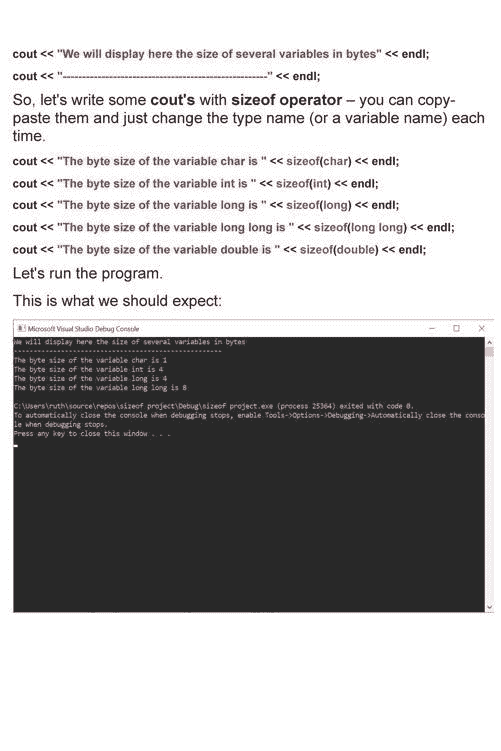 cout << "We will display here the size of several variables in bytes" << endl;
cout << "-----------------------------------------------------" << endl;
So, let's write some cout's with sizeof operator – you can copy-
paste them and just change the type name (or a variable name) each
time.
cout << "The byte size of the variable char is " << sizeof(char) << endl;
cout << "The byte size of the variable int is " << sizeof(int) << endl;
cout << "The byte size of the variable long is " << sizeof(long) << endl;
cout << "The byte size of the variable long long is " << sizeof(long long) << endl;
cout << "The byte size of the variable double is " << sizeof(double) << endl;
Let's run the program.
This is what we should expect:
Microsoft Visual Studio Debug Console
We will display here the size of several variables in bytes
-----------------------------------------------------
The byte size of the variable char is 1
The byte size of the variable int is 4
The byte size of the variable long is 4
The byte size of the variable long long is 8
C:\Users\ruth\source\repos\sizeof project\Debug\sizeof project.exe (process 25364) exited with code 0.
To automatically close the console when debugging stops, enable Tools->Options->Debugging->Automatically close the conso
le when debugging stops.
Press any key to close this window . . .